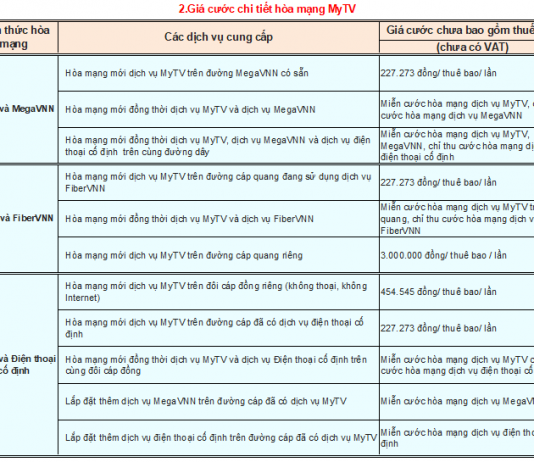 2.Giá cước chi tiết hòa mạng MyTV
thức hòa
mạng
Các dịch vụ cung cấp
Giá cước chưa bao gồm thuế
(chưa có VAT)
và MegaVNN
Hòa mạng mới dịch vụ MyTV trên đường MegaVNN có sẵn
227.273 đồng/ thuê bao/ lần
Hòa mạng mới đồng thời dịch vụ MyTV và dịch vụ MegaVNN
Miễn cước hòa mạng dịch vụ MyTV,
cước hòa mạng dịch vụ MegaVNN
Hòa mạng mới đồng thời dịch vụ MyTV, dịch vụ MegaVNN và dịch vụ điện
thoại cố định trên cùng đường dây
Miễn cước hòa mạng dịch vụ MyTV,
MegaVNN, chỉ thu cước hòa mạng
điện thoại cố định
và FiberVNN
Hòa mạng mới dịch vụ MyTV trên đường cáp quang đang sử dụng dịch vụ
FiberVNN
227.273 đồng/ thuê bao/ lần
Hòa mạng mới đồng thời dịch vụ MyTV và dịch vụ FiberVNN
Miễn cước hòa mạng dịch vụ MyTV
quang, chỉ thu cước hòa mạng dịch
FiberVNN
Hòa mạng mới dịch vụ MyTV trên đường cáp quang riêng
3.000.000 đồng/ thuê bao / lần
và Điện thoại
cố định
Hòa mạng mới dịch vụ MyTV trên đôi cáp đồng riêng (không thoại, không
Internet)
454.545 đồng/ thuê bao/ lần
Hòa mạng mới dịch vụ MyTV trên đường cáp đã có dịch vụ điện thoại cố
định
227.273 đồng/ thuê bao/ lần
Hòa mạng mới đồng thời dịch vụ MyTV và dịch vụ Điện thoại cố định trên
cùng đôi cáp đồng
Miễn cước hòa mạng dịch vụ MyTV
cước hòa mạng dịch vụ điện thoại
Lắp đặt thêm dịch vụ MegaVNN trên đường cáp đã có dịch vụ MyTV
Miễn cước hòa mạng dịch vụ
Lắp đặt thêm dịch vụ điện thoại cố định trên đường cáp đã có dịch vụ MyTV
Miễn cước hòa mạng dịch vụ điện
định